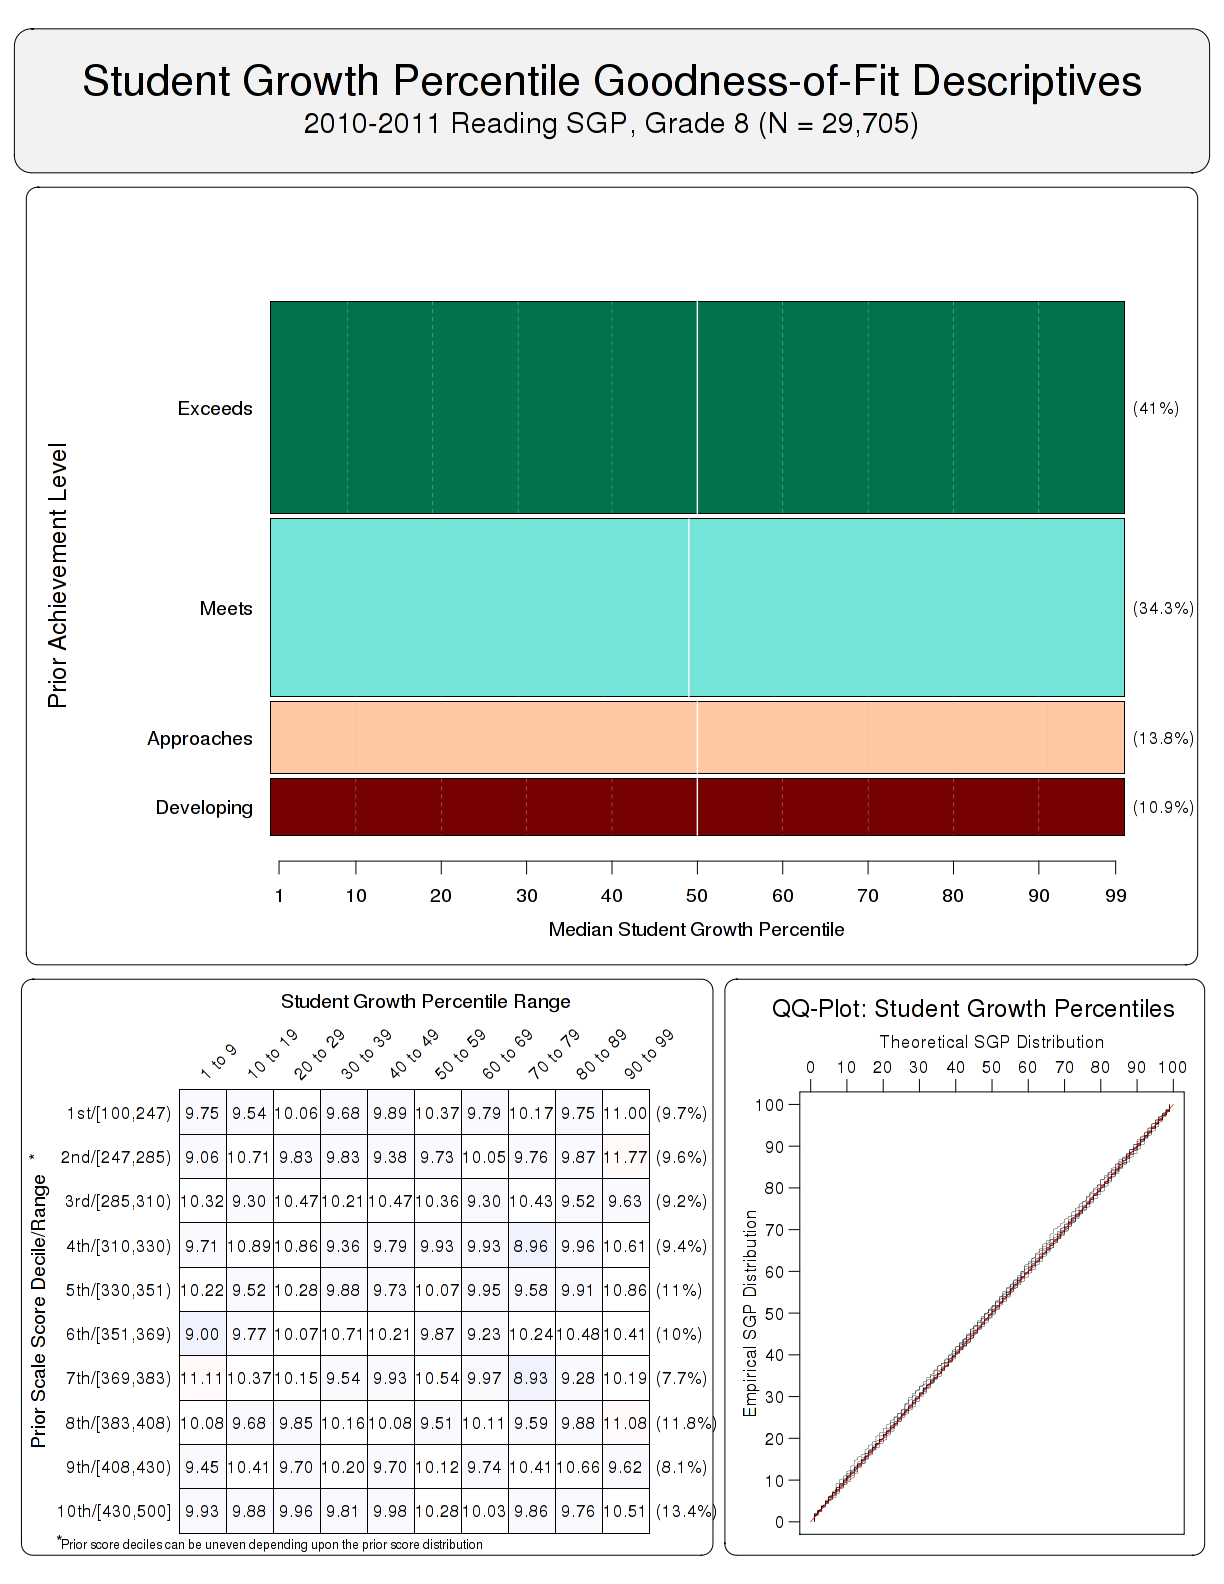 Student Growth Percentile Goodness-of-Fit Descriptives
2010-2011 Reading SGP, Grade 8 (N = 29,705)
Prior Achievement Level
Exceeds (41%)
Meets (34.3%)
Approaches (13.8%)
Developing (10.9%)
1 10 20 30 40 50 60 70 80 90 99
Median Student Growth Percentile
Student Growth Percentile Range
1 to 9 10 to 19 20 to 29 30 to 39 40 to 49 50 to 59 60 to 69 70 to 79 80 to 89 90 to 99
Prior Scale Score Decile/Range *
1st/[100,247) 9.75 9.54 10.06 9.68 9.89 10.37 9.79 10.17 9.75 11.00 (9.7%)
2nd/[247,285) 9.06 10.71 9.83 9.83 9.38 9.73 10.05 9.76 9.87 11.77 (9.6%)
3rd/[285,310) 10.32 9.30 10.47 10.21 10.47 10.36 9.30 10.43 9.52 9.63 (9.2%)
4th/[310,330) 9.71 10.89 10.86 9.36 9.79 9.93 9.93 8.96 9.96 10.61 (9.4%)
5th/[330,351) 10.22 9.52 10.28 9.88 9.73 10.07 9.95 9.58 9.91 10.86 (11%)
6th/[351,369) 9.00 9.77 10.07 10.71 10.21 9.87 9.23 10.24 10.48 10.41 (10%)
7th/[369,383) 11.11 10.37 10.15 9.54 9.93 10.54 9.97 8.93 9.28 10.19 (7.7%)
8th/[383,408) 10.08 9.68 9.85 10.16 10.08 9.51 10.11 9.59 9.88 11.08 (11.8%)
9th/[408,430) 9.45 10.41 9.70 10.20 9.70 10.12 9.74 10.41 10.66 9.62 (8.1%)
10th/[430,500] 9.93 9.88 9.96 9.81 9.98 10.28 10.03 9.86 9.76 10.51 (13.4%)
*Prior score deciles can be uneven depending upon the prior score distribution
QQ-Plot: Student Growth Percentiles
Theoretical SGP Distribution
0 10 20 30 40 50 60 70 80 90 100
Empirical SGP Distribution
100
90
80
70
60
50
40
30
20
10
0